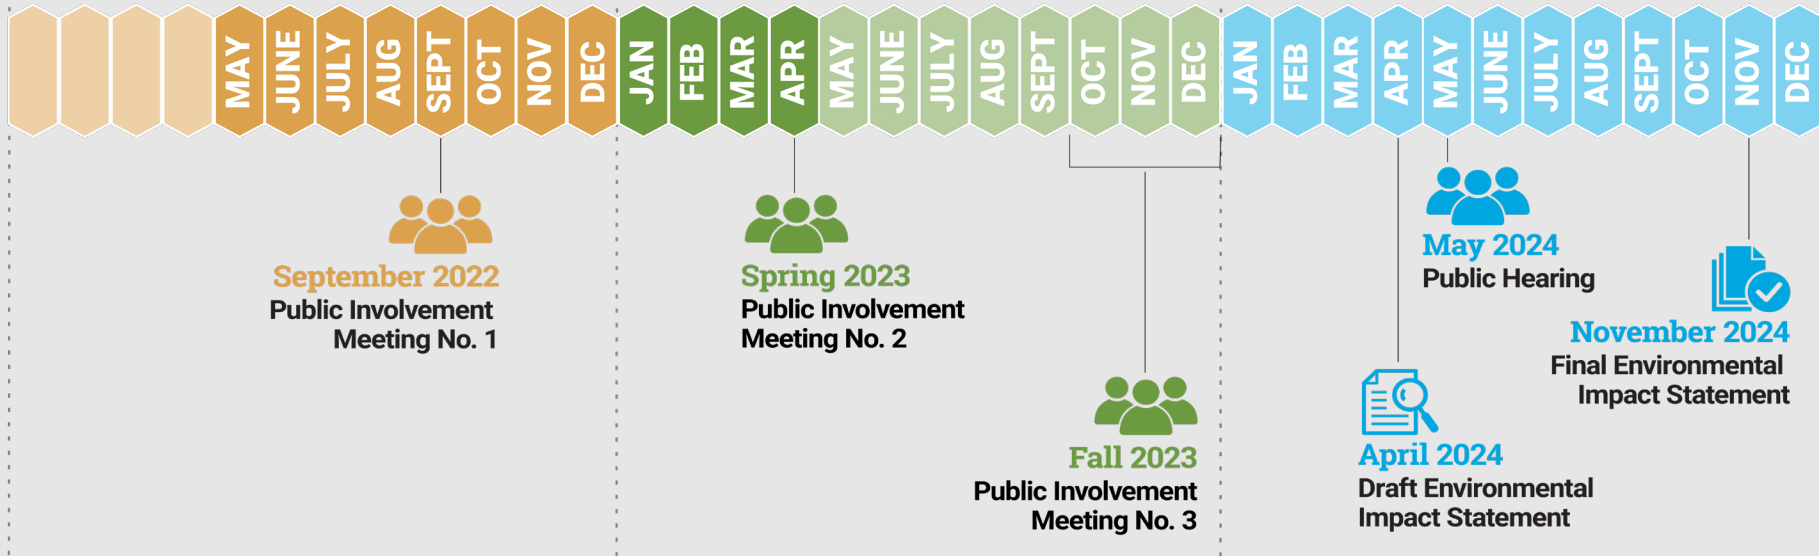 MAY JUNE JULY AUG SEPT OCT NOV DEC JAN FEB MAR APR MAY JUNE JULY AUG SEPT OCT NOV DEC JAN FEB MAR APR MAY JUNE JULY AUG SEPT OCT NOV DEC
September 2022
Public Involvement
Meeting No. 1
Spring 2023
Public Involvement
Meeting No. 2
Fall 2023
Public Involvement
Meeting No. 3
April 2024
Draft Environmental
Impact Statement
May 2024
Public Hearing
November 2024
Final Environmental
Impact Statement